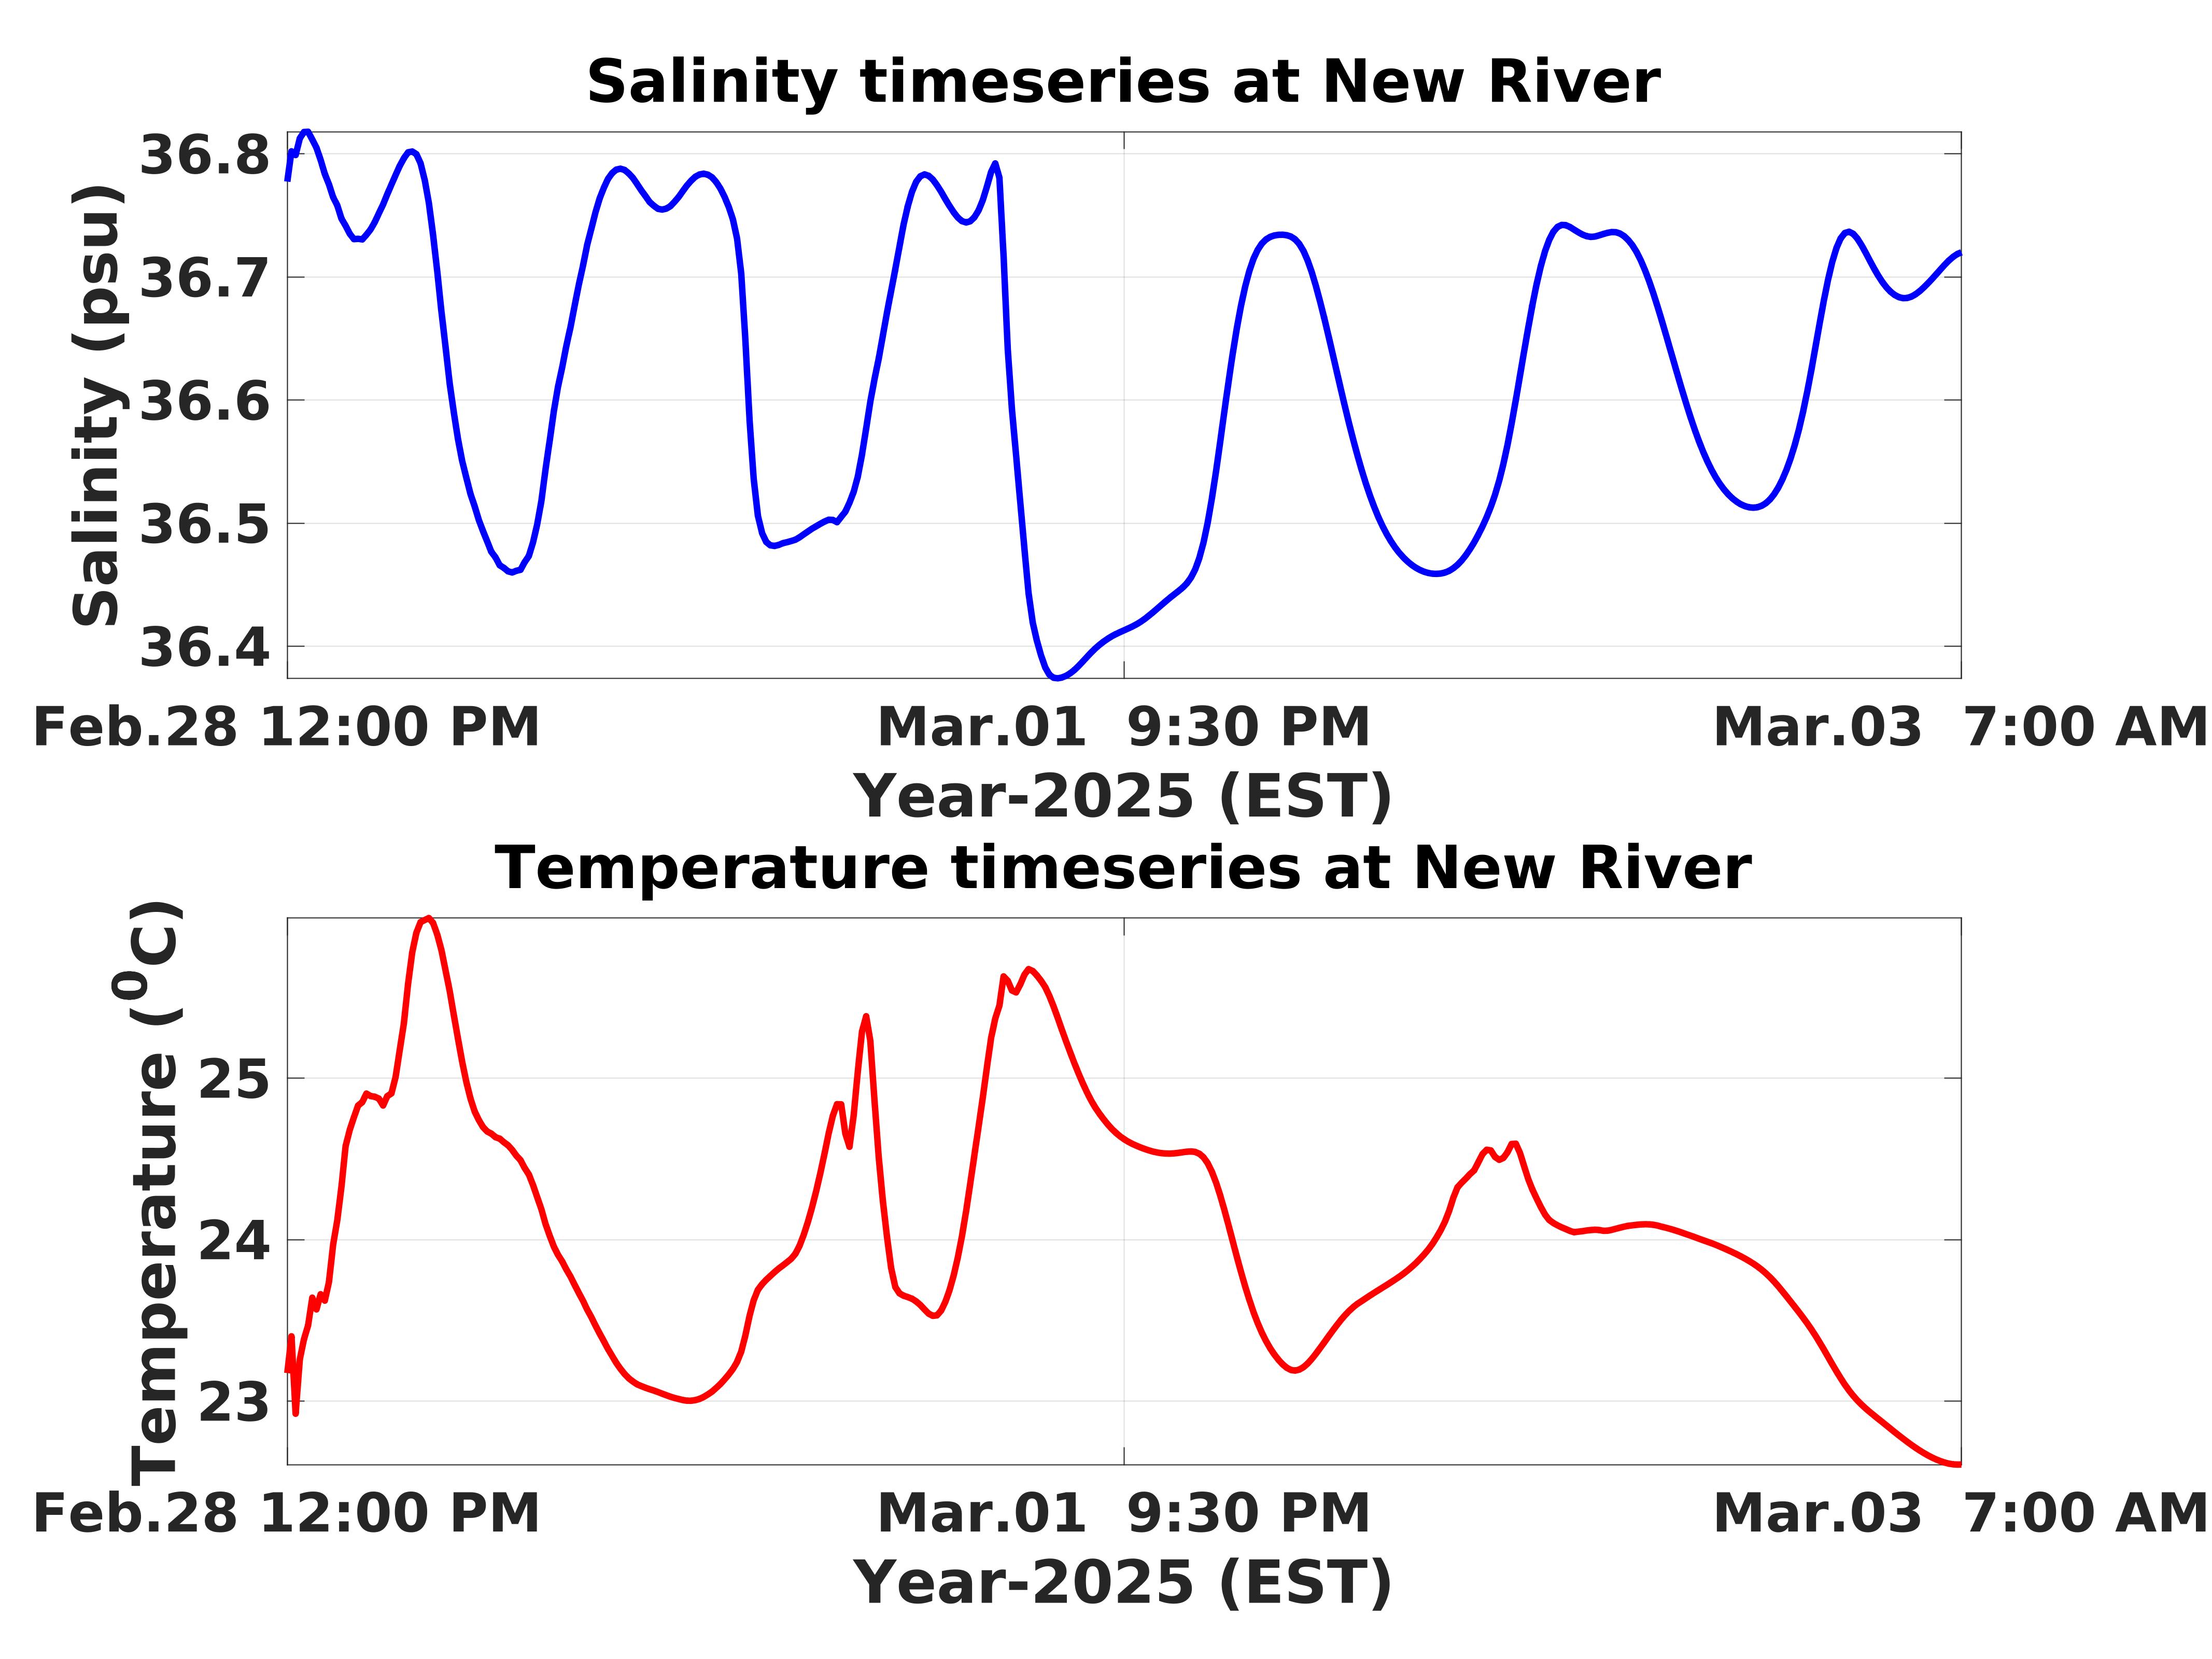 Salinity timeseries at New River
Salinity (psu)
36.8
36.7
36.6
36.5
36.4
Feb.28 12:00 PM Mar.01 9:30 PM Mar.03 7:00 AM
Year-2025 (EST)
Temperature timeseries at New River
Temperature (⁰C)
25
24
23
Feb.28 12:00 PM Mar.01 9:30 PM Mar.03 7:00 AM
Year-2025 (EST)